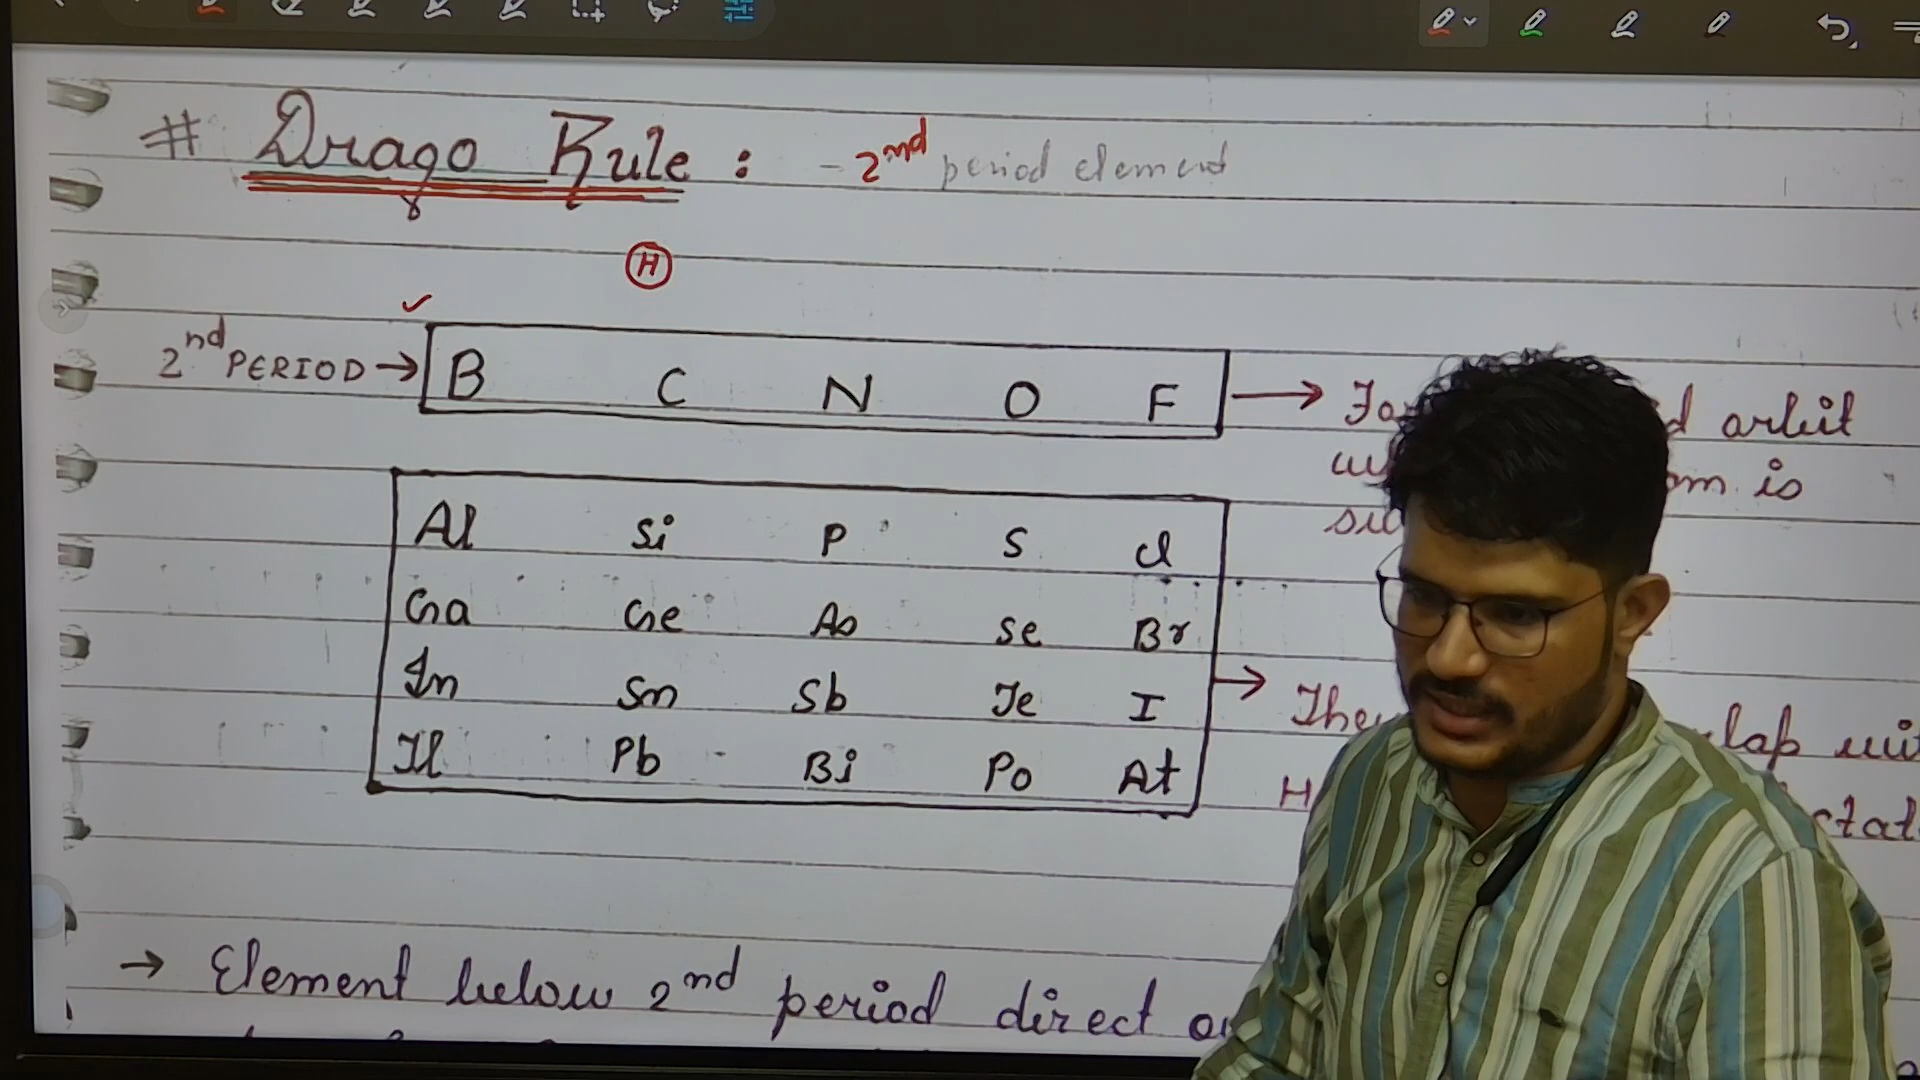 # Drago Rule : - 2nd period element
H
2nd PERIOD → B C N O F → arbit
is
Al Si P S Cl
Ga Ge As Se Br
In Sn Sb Te I →
Tl Pb Bi Po At H
→ Element below 2nd period direct